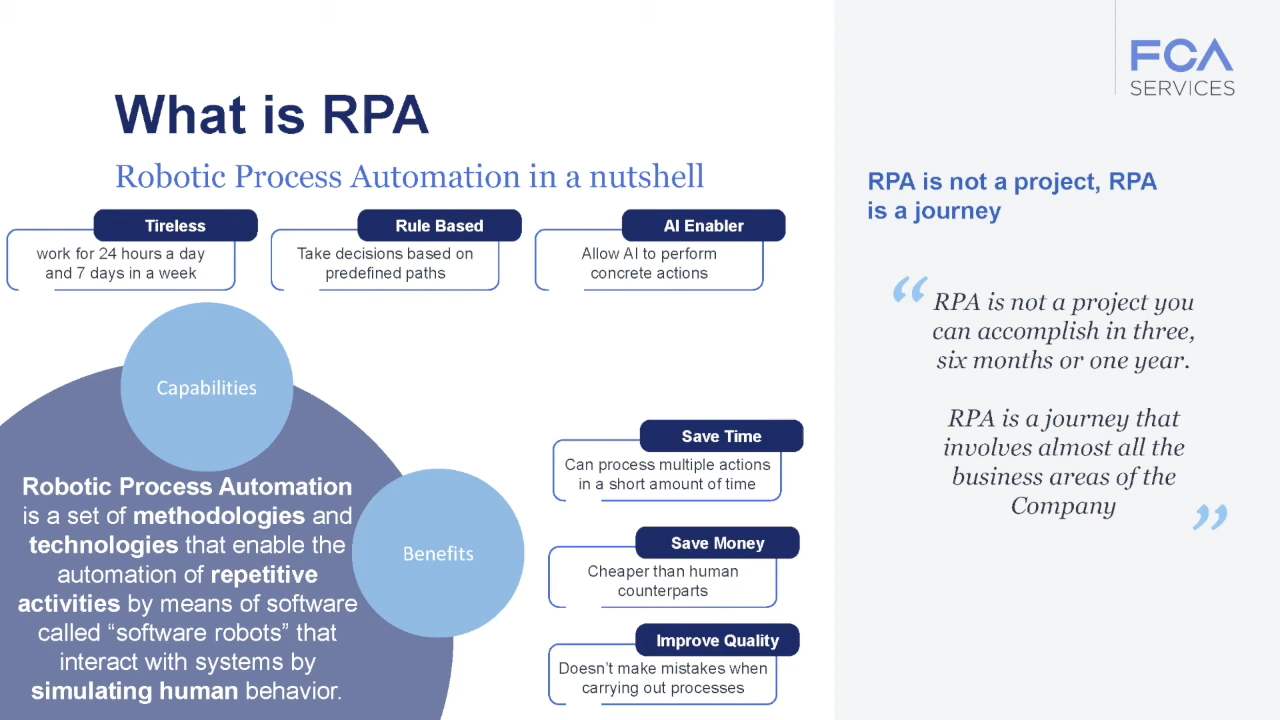 FCA
SERVICES
What is RPA
Robotic Process Automation in a nutshell
Tireless
work for 24 hours a day
and 7 days in a week
Rule Based
Take decisions based on
predefined paths
AI Enabler
Allow AI to perform
concrete actions
Capabilities
Robotic Process Automation
is a set of methodologies and
technologies that enable the
automation of repetitive
activities by means of software
called “software robots” that
interact with systems by
simulating human behavior.
Benefits
Save Time
Can process multiple actions
in a short amount of time
Save Money
Cheaper than human
counterparts
Improve Quality
Doesn’t make mistakes when
carrying out processes
RPA is not a project, RPA
is a journey
“ RPA is not a project you
can accomplish in three,
six months or one year.
RPA is a journey that
involves almost all the
business areas of the
Company ”